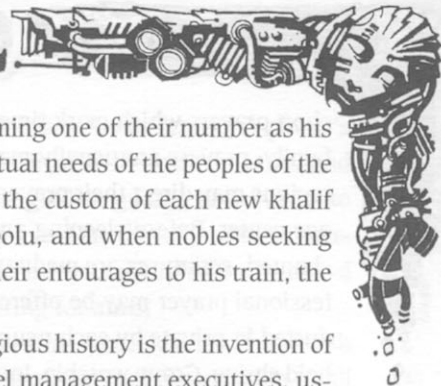 ming one of their number as his
tual needs of the peoples of the
the custom of each new khalif
polu, and when nobles seeking
eir entourages to his train, the
gious history is the invention of
el management executives, us-